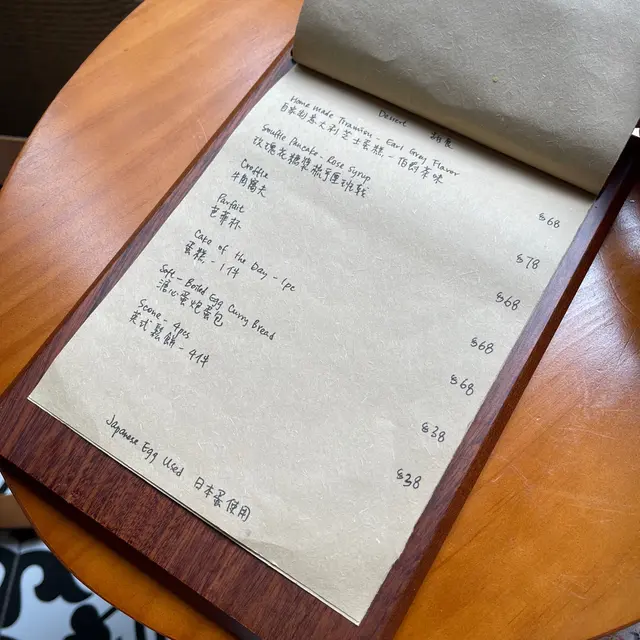 Desert 甜食
Home made Tiramisu - Earl Grey Flavor $68
自家制意大利芝士蛋糕 - 伯爵茶味
Souffle Pancake Rose Syrup $78
玫瑰花糖漿梳乎厘班戟
Croffle $68
牛角窩夫
Parfait $68
芭菲杯
Cake of the Day - 1pc $68
蛋糕 - 1件
Soft-Boiled Egg Curry Bread $38
流心蛋咖喱包
Scone - 4pcs $38
英式鬆餅 - 4件
Japanese Egg Used 日本蛋使用